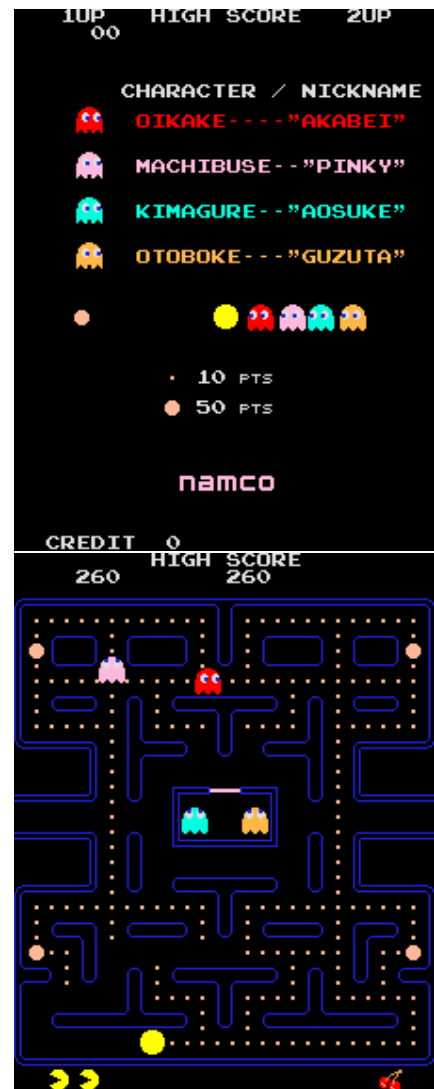 1UP HIGH SCORE 2UP
00
CHARACTER / NICKNAME
OIKAKE----"AKABEI"
MACHIBUSE--"PINKY"
KIMAGURE--"AOSUKE"
OTOBOKE---"GUZUTA"
10 PTS
50 PTS
namco
CREDIT 0
HIGH SCORE
260 260